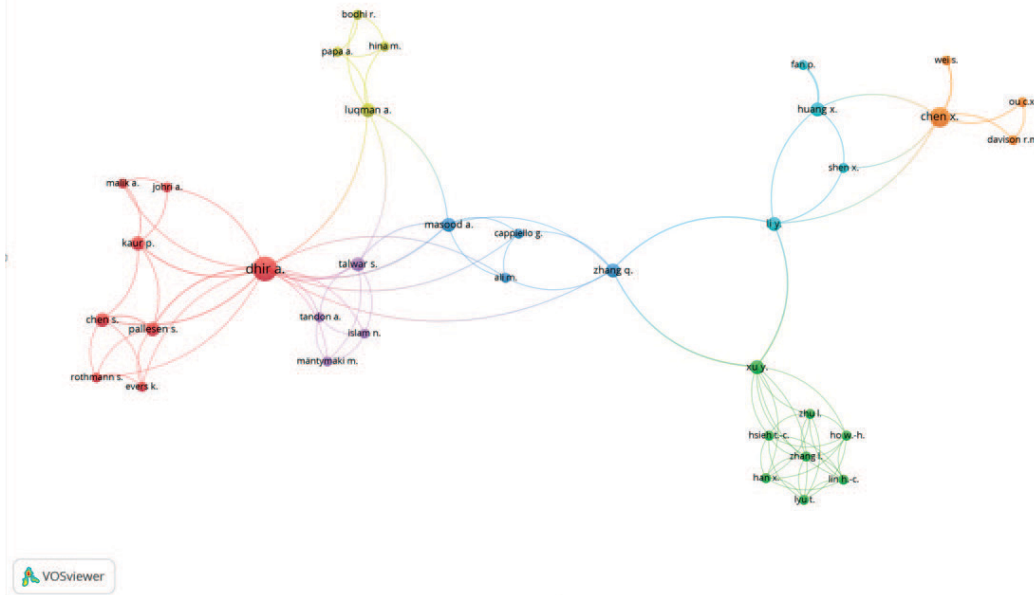 bodhi r.
papa a.
hina m.
luqman a.
fan p.
wei s.
huang x.
ou c.x
chen x.
davison r.m
shen x.
malik a.
johri a.
kaur p.
masood a.
cappiello g.
li y.
dhir a.
talwar s.
ali m.
zhang q.
chen s.
pallesen s.
tandon a.
islam n.
mäntymäki m.
rothmann s.
evers k.
xu y.
zhu l.
hsieh t.-c.
ho w.-h.
zhang l.
han x.
lin h.-c.
lyu t.
VOSviewer